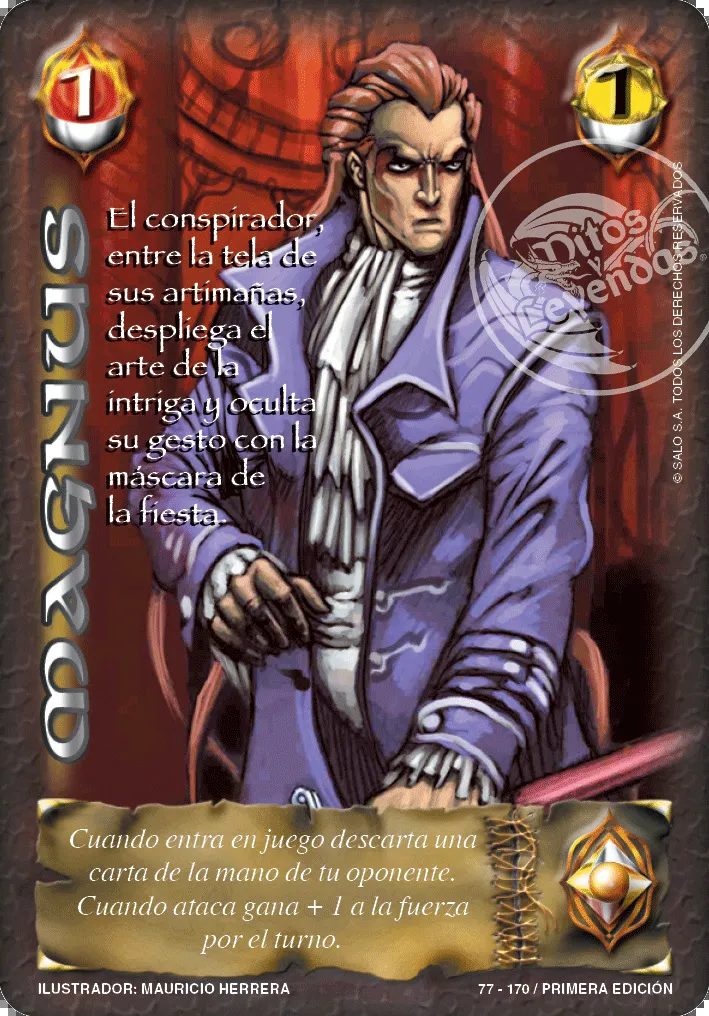 1
1
MAGNUS
El conspirador,
entre la tela de
sus artimañas,
despliega el
arte de la
intriga y oculta
su gesto con la
máscara de
la fiesta.
Mitos
y
Leyendas
®
© SALO S.A. TODOS LOS DERECHOS RESERVADOS
Cuando entra en juego descarta una
carta de la mano de tu oponente.
Cuando ataca gana + 1 a la fuerza
por el turno.
ILUSTRADOR: MAURICIO HERRERA
77 - 170 / PRIMERA EDICIÓN